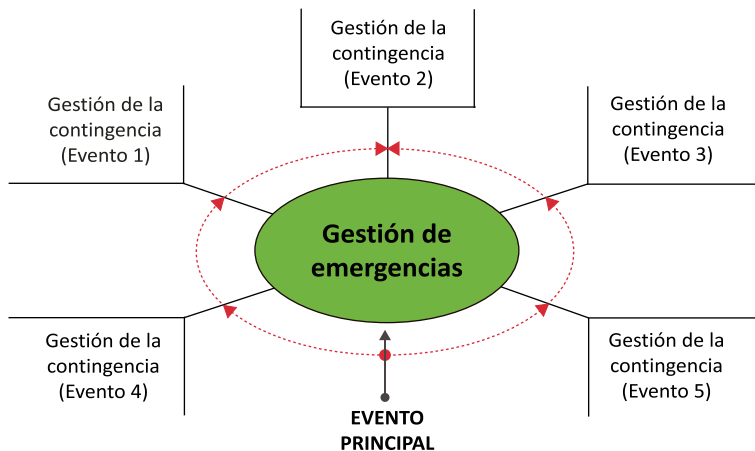 Gestión de la
contingencia
(Evento 2)
Gestión de la
contingencia
(Evento 1)
Gestión de la
contingencia
(Evento 3)
Gestión de
emergencias
Gestión de la
contingencia
(Evento 4)
Gestión de la
contingencia
(Evento 5)
EVENTO
PRINCIPAL